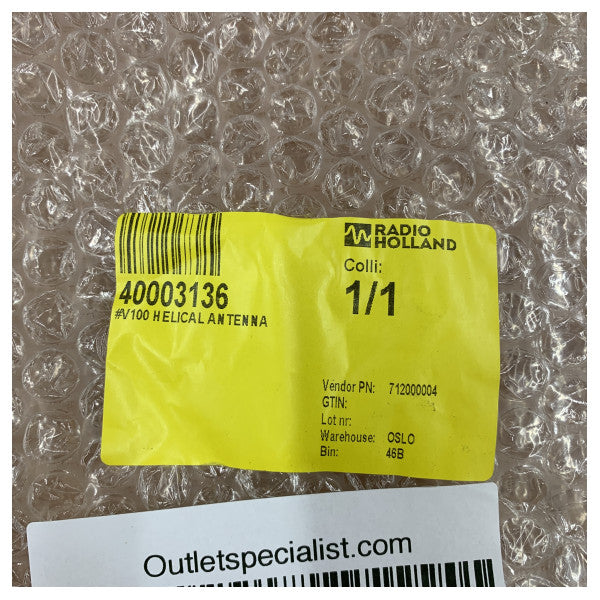 RADIO
HOLLAND
40003136
#V100 HELICAL ANTENNA
Colli:
1/1
Vendor PN: 712000004
GTIN:
Lot nr:
Warehouse: OSLO
Bin: 46B
Outletspecialist.com